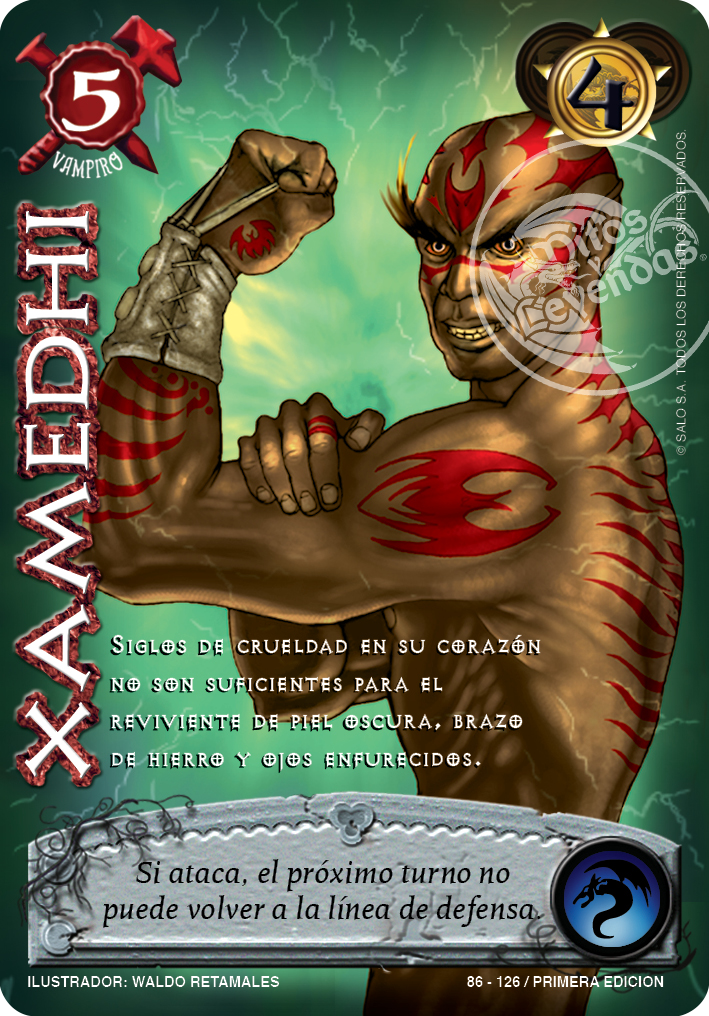 5
VAMPIRO
4
XAMEDHI
Mitos
y
Leyendas
®
© SALO S.A. TODOS LOS DERECHOS RESERVADOS.
Siglos de crueldad en su corazón
no son suficientes para el
reviviente de piel oscura, brazo
de hierro y ojos enfurecidos.
Si ataca, el próximo turno no
puede volver a la línea de defensa.
ILUSTRADOR: WALDO RETAMALES
86 - 126 / PRIMERA EDICION